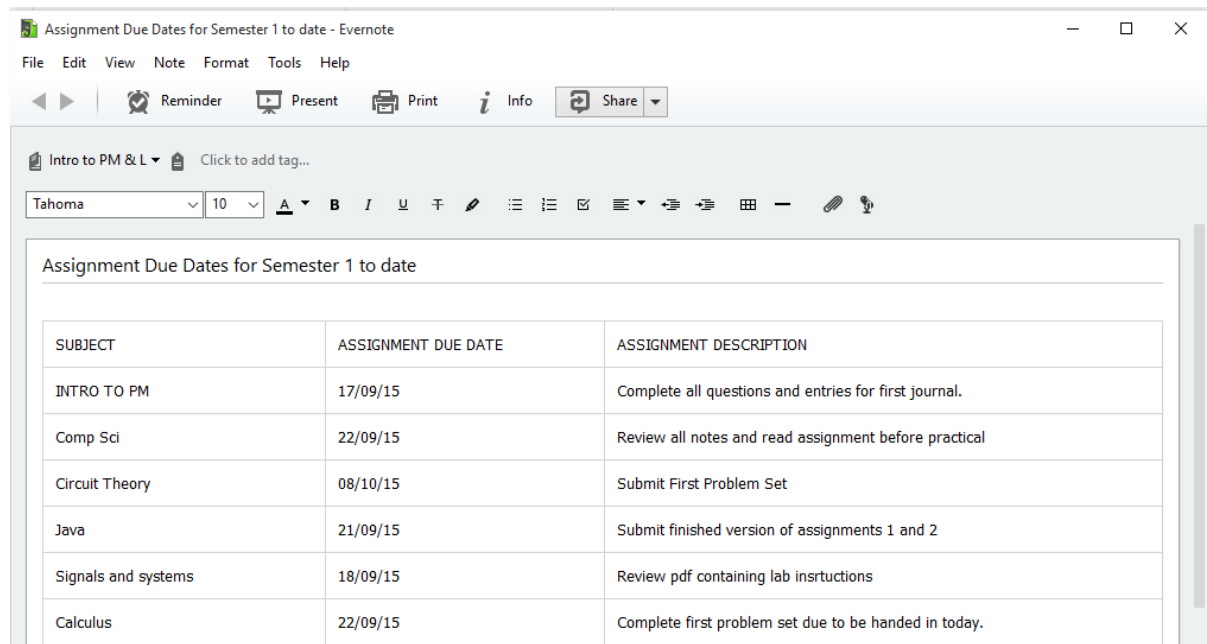 Assignment Due Dates for Semester 1 to date - Evernote
File Edit View Note Format Tools Help
Reminder Present Print i Info Share
Intro to PM & L Click to add tag...
Tahoma 10 A B I U T
Assignment Due Dates for Semester 1 to date
SUBJECT ASSIGNMENT DUE DATE ASSIGNMENT DESCRIPTION
INTRO TO PM 17/09/15 Complete all questions and entries for first journal.
Comp Sci 22/09/15 Review all notes and read assignment before practical
Circuit Theory 08/10/15 Submit First Problem Set
Java 21/09/15 Submit finished version of assignments 1 and 2
Signals and systems 18/09/15 Review pdf containing lab insrtuctions
Calculus 22/09/15 Complete first problem set due to be handed in today.